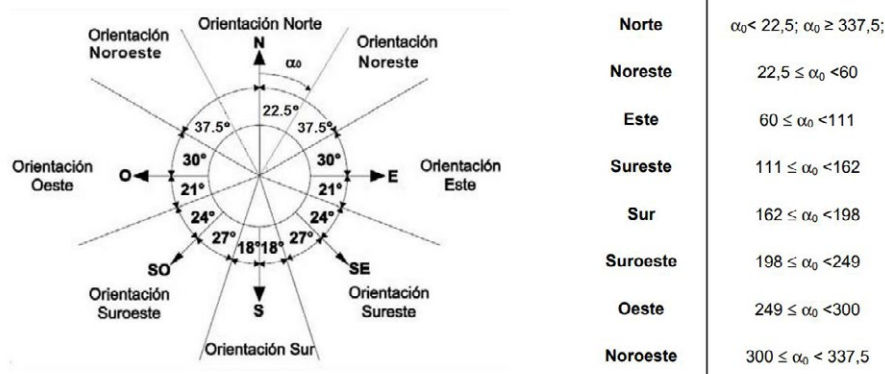 Orientación Norte
Orientación
Noroeste
N
α₀
Orientación
Noreste
22.5°
37.5°
37.5°
30°
30°
Orientación
Oeste
O
E
Orientación
Este
21°
21°
24°
24°
27°
18°
18°
27°
SO
SE
Orientación
Suroeste
S
Orientación
Sureste
Orientación Sur
Norte α₀< 22,5; α₀ ≥ 337,5;
Noreste 22,5 ≤ α₀ <60
Este 60 ≤ α₀ <111
Sureste 111 ≤ α₀ <162
Sur 162 ≤ α₀ <198
Suroeste 198 ≤ α₀ <249
Oeste 249 ≤ α₀ <300
Noroeste 300 ≤ α₀ < 337,5